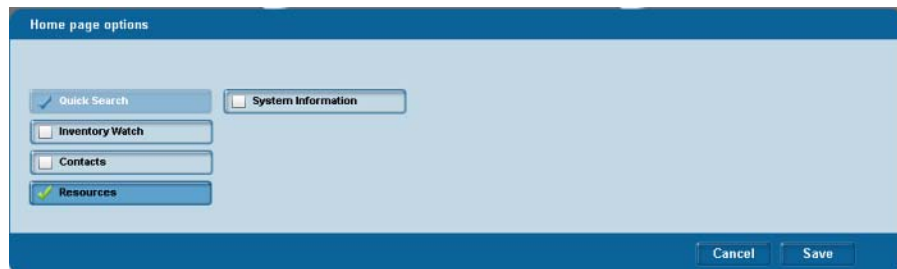 Home page options
Quick Search
System Information
Inventory Watch
Contacts
Resources
Cancel
Save